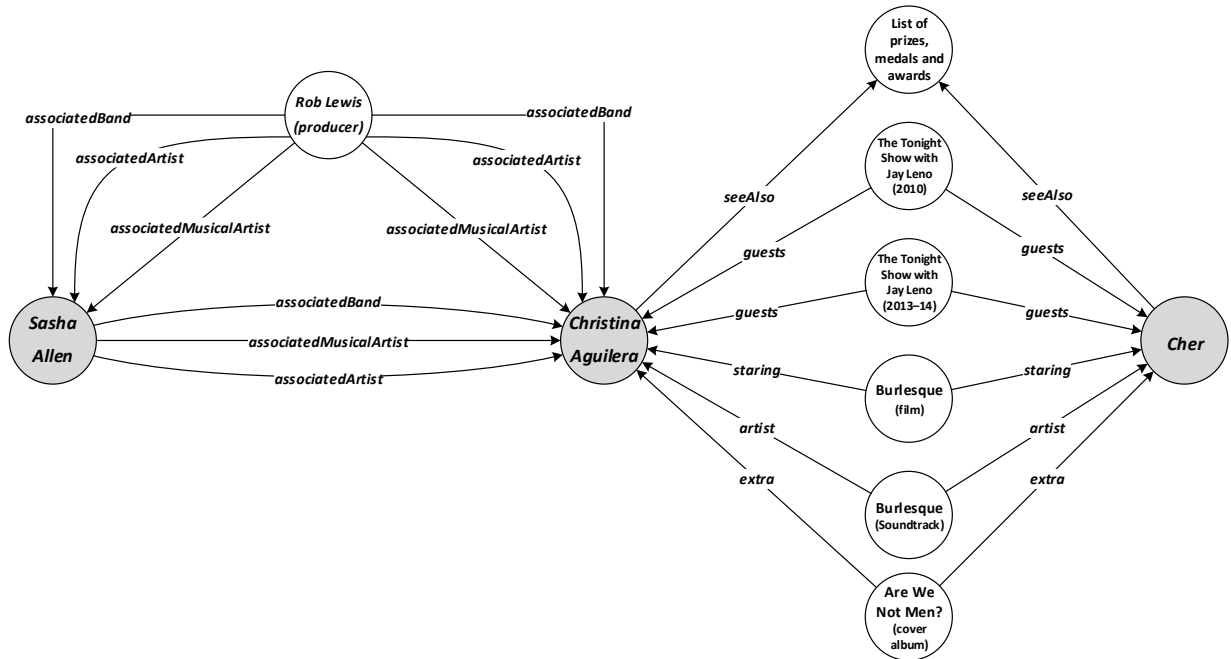 List of
prizes,
medals and
awards
Rob Lewis
(producer)
associatedBand
associatedBand
associatedArtist
associatedArtist
associatedMusicalArtist
associatedMusicalArtist
The Tonight
Show with
Jay Leno
(2010)
seeAlso
seeAlso
guests
guests
The Tonight
Show with
Jay Leno
(2013–14)
guests
guests
Sasha
Allen
associatedBand
associatedMusicalArtist
associatedArtist
Christina
Aguilera
Cher
staring
staring
Burlesque
(film)
artist
artist
extra
extra
Burlesque
(Soundtrack)
Are We
Not Men?
(cover
album)